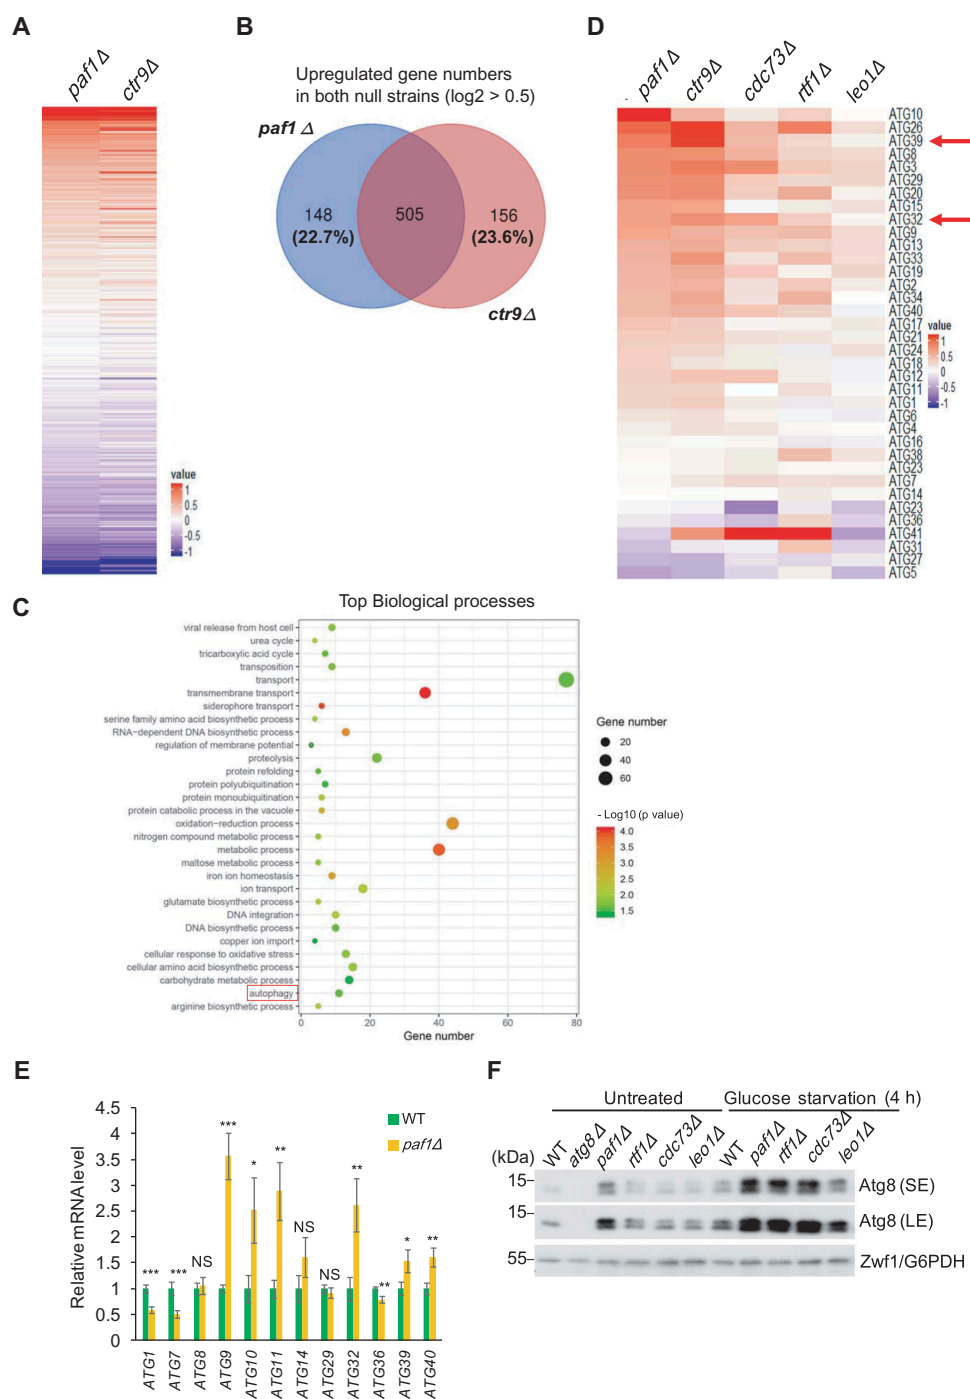 A
paf1Δ
ctr9Δ
value
1
0.5
0
-0.5
-1
B
Upregulated gene numbers
in both null strains (log2 > 0.5)
paf1 Δ
148
(22.7%)
505
156
(23.6%)
ctr9Δ
D
paf1Δ
ctr9Δ
cdc73Δ
rtf1Δ
leo1Δ
ATG10
ATG26
ATG39
ATG8
ATG3
ATG29
ATG20
ATG15
ATG32
ATG9
ATG13
ATG33
ATG19
ATG2
ATG34
ATG40
ATG17
ATG21
ATG24
ATG18
ATG12
ATG11
ATG1
ATG6
ATG4
ATG16
ATG38
ATG23
ATG7
ATG14
ATG23
ATG36
ATG41
ATG31
ATG27
ATG5
value
1
0.5
0
-0.5
-1
C
Top Biological processes
viral release from host cell
urea cycle
tricarboxylic acid cycle
transposition
transport
transmembrane transport
siderophore transport
serine family amino acid biosynthetic process
RNA−dependent DNA biosynthetic process
regulation of membrane potential
proteolysis
protein refolding
protein polyubiquitination
protein monoubiquitination
protein catabolic process in the vacuole
oxidation−reduction process
nitrogen compound metabolic process
metabolic process
maltose metabolic process
iron ion homeostasis
ion transport
glutamate biosynthetic process
DNA integration
DNA biosynthetic process
copper ion import
cellular response to oxidative stress
cellular amino acid biosynthetic process
carbohydrate metabolic process
autophagy
arginine biosynthetic process
0 20 40 60 80
Gene number
Gene number
20
40
60
- Log10 (p value)
4.0
3.5
3.0
2.5
2.0
1.5
E
Relative mRNA level
4.5
4
3.5
3
2.5
2
1.5
1
0.5
0
WT
paf1Δ
*** *** NS *** * ** NS NS ** ** * **
ATG1 ATG7 ATG8 ATG9 ATG10 ATG11 ATG14 ATG29 ATG32 ATG36 ATG39 ATG40
F
Untreated Glucose starvation (4 h)
(kDa) WT atg8Δ paf1Δ rtf1Δ cdc73Δ leo1Δ WT paf1Δ rtf1Δ cdc73Δ leo1Δ
15 Atg8 (SE)
15 Atg8 (LE)
55 Zwf1/G6PDH